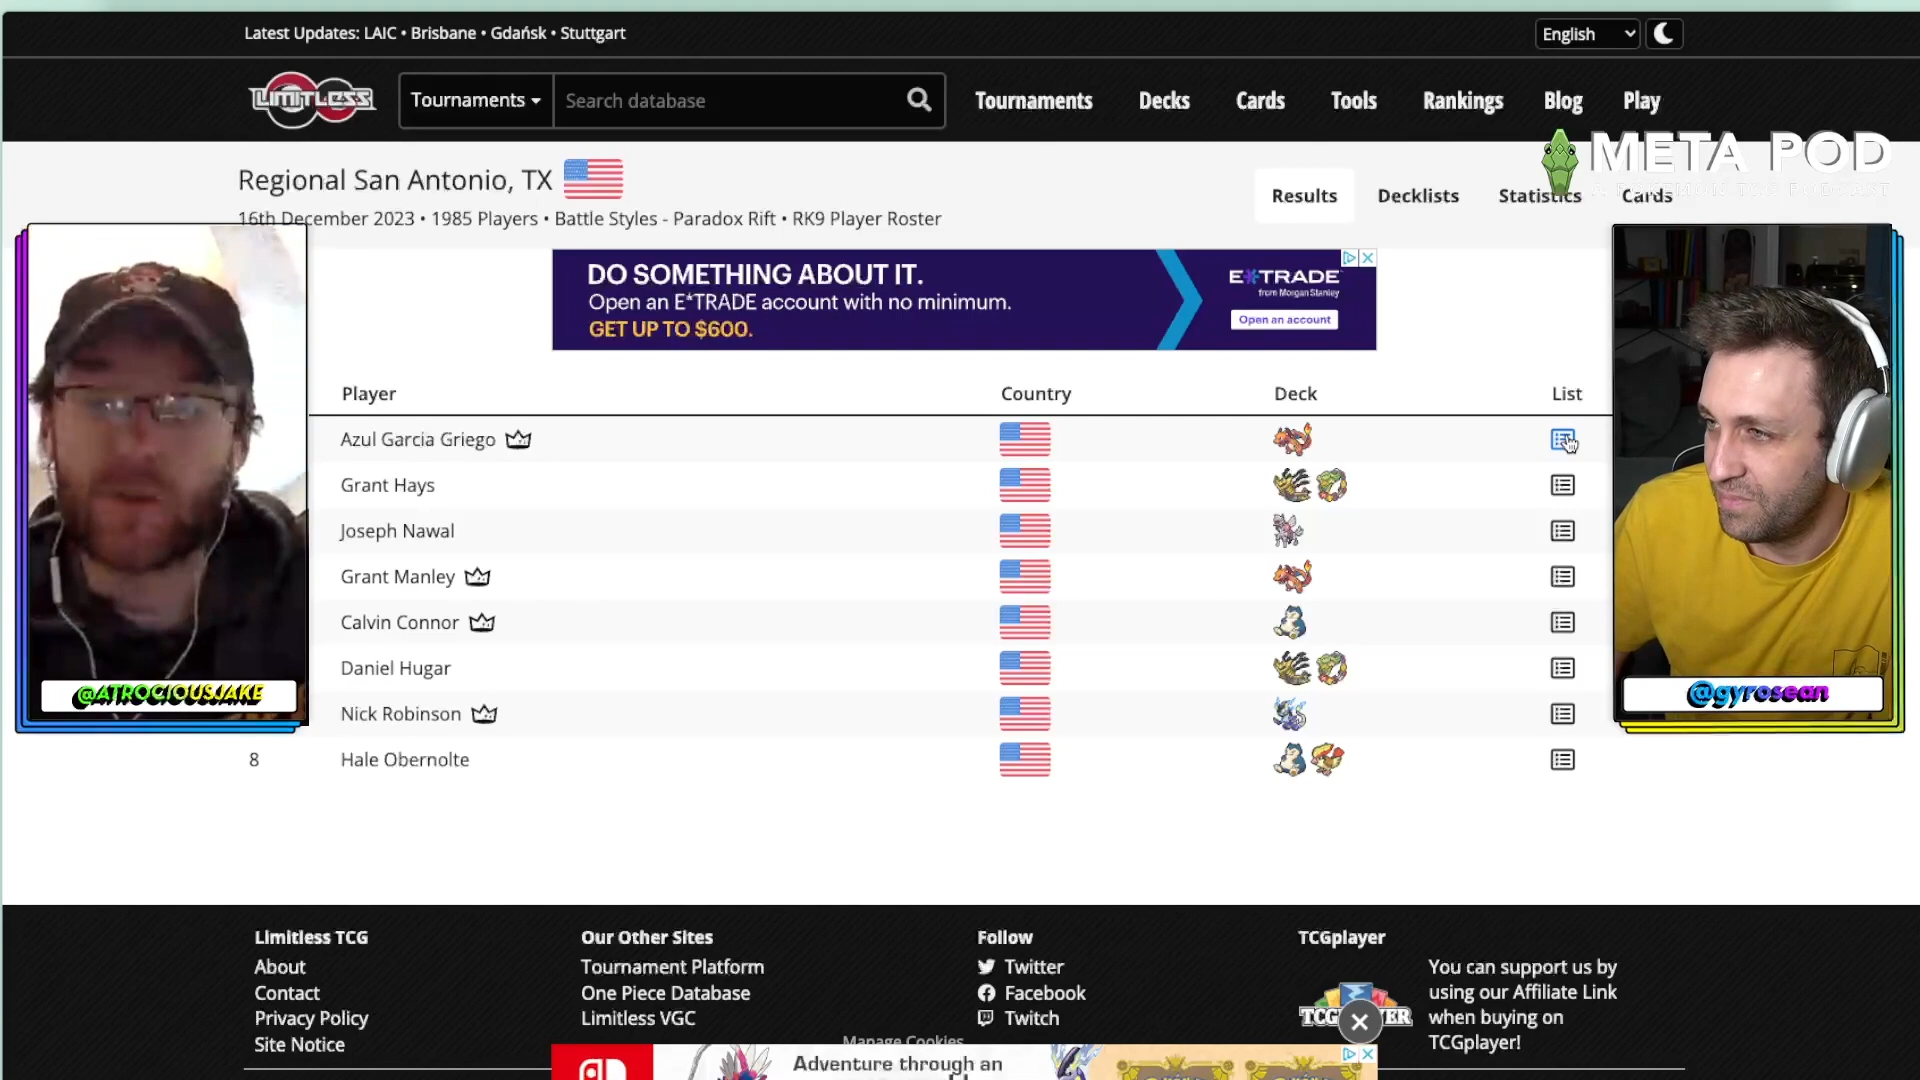 Latest Updates: LAIC • Brisbane • Gdańsk • Stuttgart
English
LIMITLESS
Tournaments
Search database
Tournaments Decks Cards Tools Rankings Blog Play
META POD
A POKÉMON TCG PODCAST
Regional San Antonio, TX
Results Decklists Statistics Cards
16th December 2023 • 1985 Players • Battle Styles - Paradox Rift • RK9 Player Roster
DO SOMETHING ABOUT IT.
Open an E*TRADE account with no minimum.
GET UP TO $600.
E*TRADE
from Morgan Stanley
Open an account
Player Country Deck List
Azul Garcia Griego
Grant Hays
Joseph Nawal
Grant Manley
Calvin Connor
Daniel Hugar
Nick Robinson
8 Hale Obernolte
@ATROCIOUSJAKE
@gyrosean
Limitless TCG
About
Contact
Privacy Policy
Site Notice
Our Other Sites
Tournament Platform
One Piece Database
Limitless VGC
Follow
Twitter
Facebook
Twitch
TCGplayer
You can support us by
using our Affiliate Link
when buying on
TCGplayer!
Manage Cookies
Adventure through an